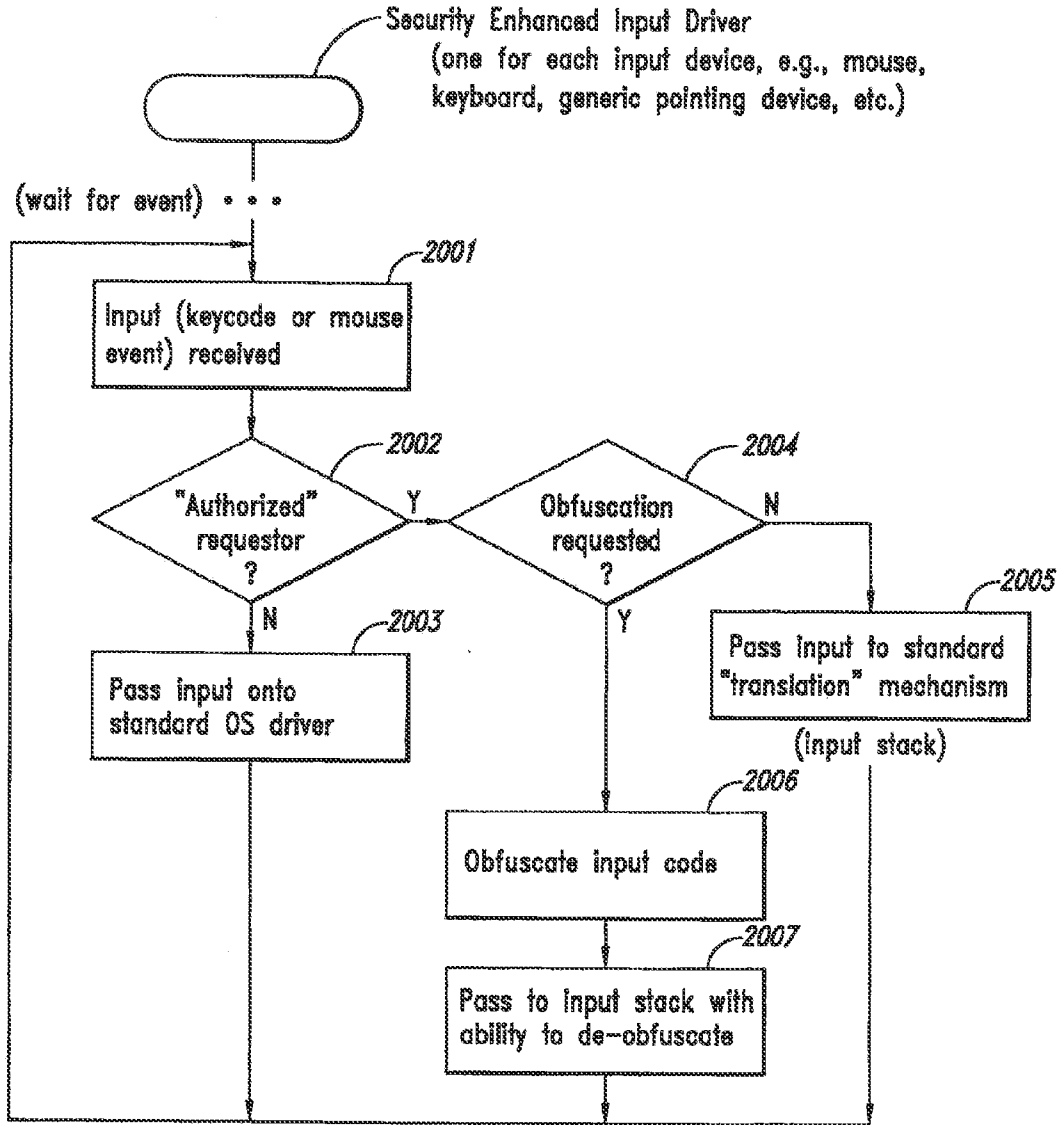 Security Enhanced Input Driver
(one for each input device, e.g., mouse,
keyboard, generic pointing device, etc.)
(wait for event) • • •
2001
Input (keycode or mouse
event) received
2002
"Authorized"
requestor
?
Y
N
2004
Obfuscation
requested
?
N
Y
2003
Pass input onto
standard OS driver
2005
Pass input to standard
"translation" mechanism
(input stack)
2006
Obfuscate input code
2007
Pass to input stack with
ability to de-obfuscate